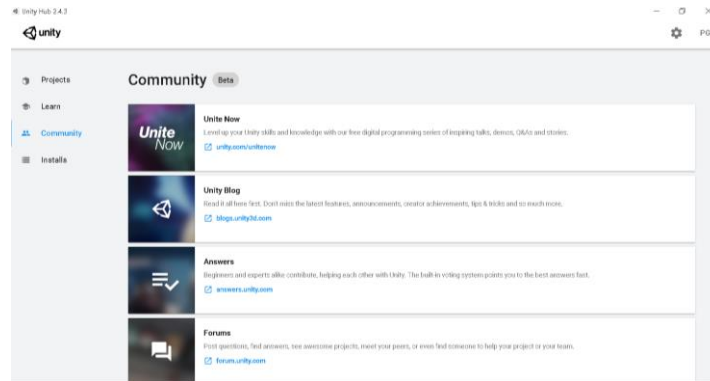 Unity Hub 2.4.2
unity
PG
Projects
Learn
Community
Installs
Community Beta
Unite Now
Unite Now
Level up your Unity skills and knowledge with our free digital programming series of inspiring talks, demos, Q&As and stories.
unity.com/unitenow
Unity Blog
Read it all here first. Don't miss the latest features, announcements, creator achievements, tips & tricks and so much more.
blogs.unity3d.com
Answers
Beginners and experts alike contribute, helping each other with Unity. The built-in voting system points you to the best answers fast.
answers.unity.com
Forums
Post questions, find answers, see awesome projects, meet your peers, or even find someone to help your project or your team.
forum.unity.com